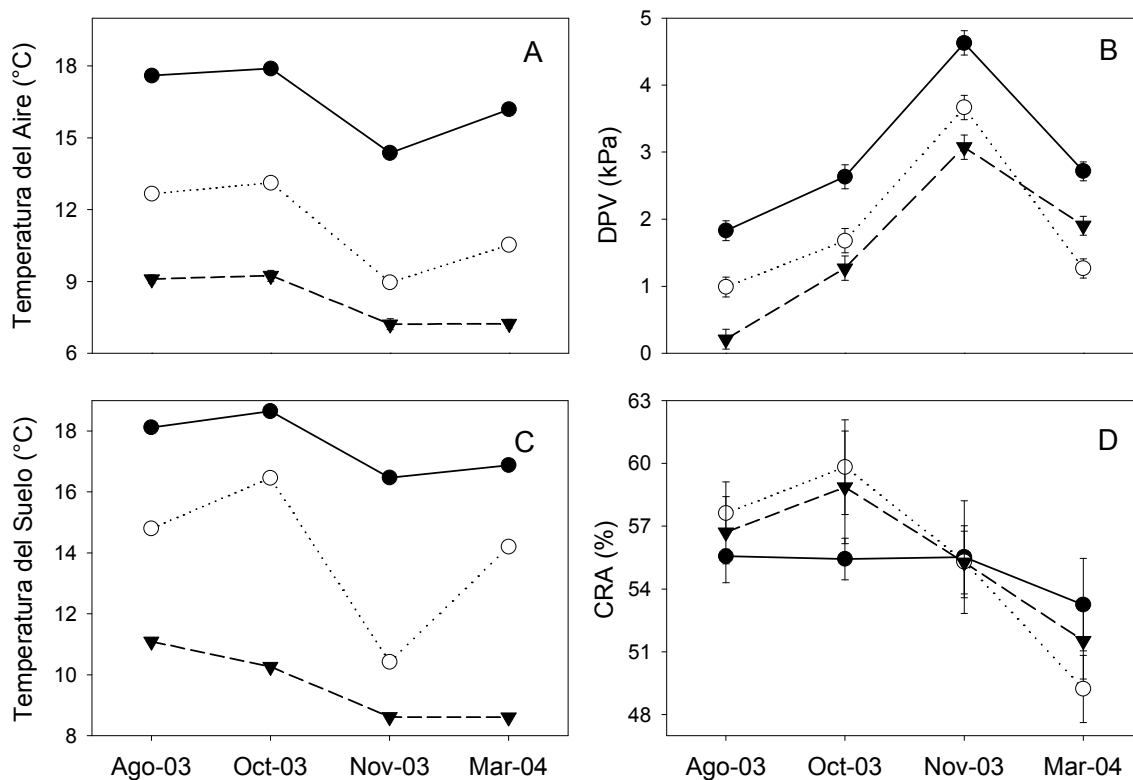 A
Temperatura del Aire (°C)
18
15
12
9
6
B
DPV (kPa)
5
4
3
2
1
0
C
Temperatura del Suelo (°C)
18
16
14
12
10
8
Ago-03 Oct-03 Nov-03 Mar-04
D
CRA (%)
63
60
57
54
51
48
Ago-03 Oct-03 Nov-03 Mar-04